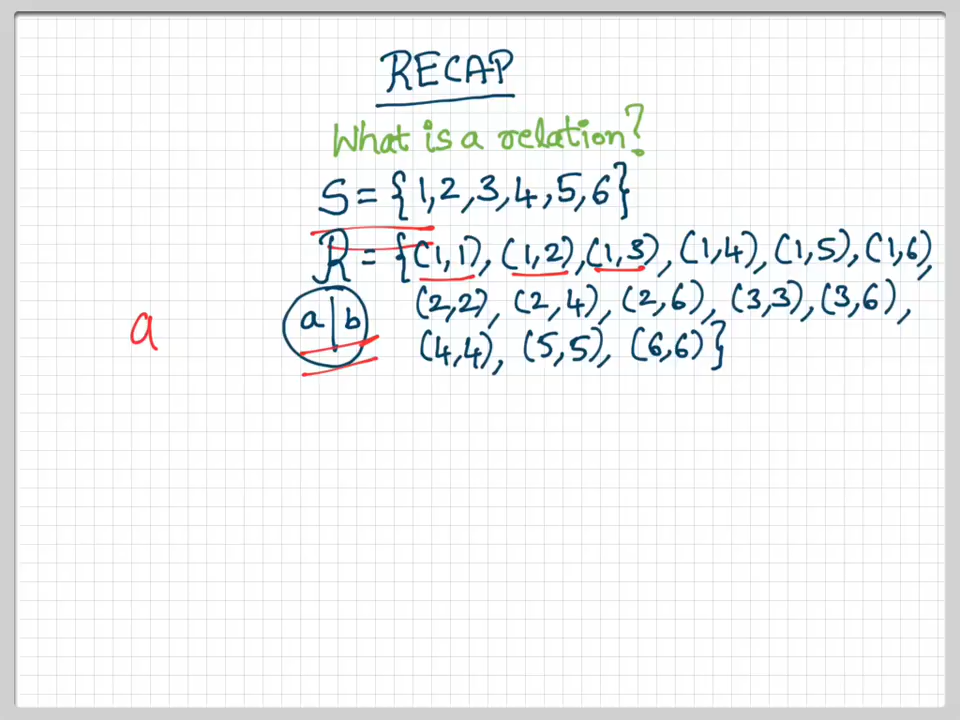 RECAP
What is a relation?
S = {1,2,3,4,5,6}
R = {(1,1), (1,2), (1,3), (1,4), (1,5), (1,6),
(2,2), (2,4), (2,6), (3,3), (3,6),
a a|b
(4,4), (5,5), (6,6)}